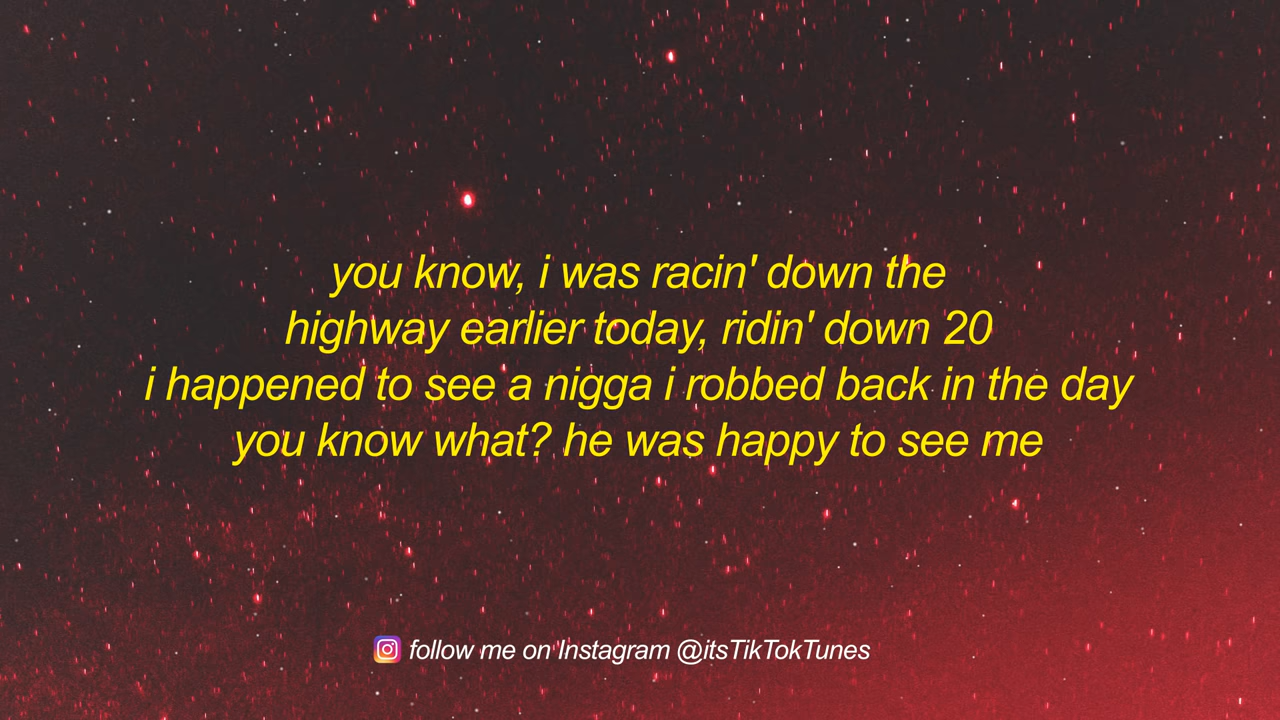 you know, i was racin' down the
highway earlier today, ridin' down 20
i happened to see a nigga i robbed back in the day
you know what? he was happy to see me
follow me on Instagram @itsTikTokTunes